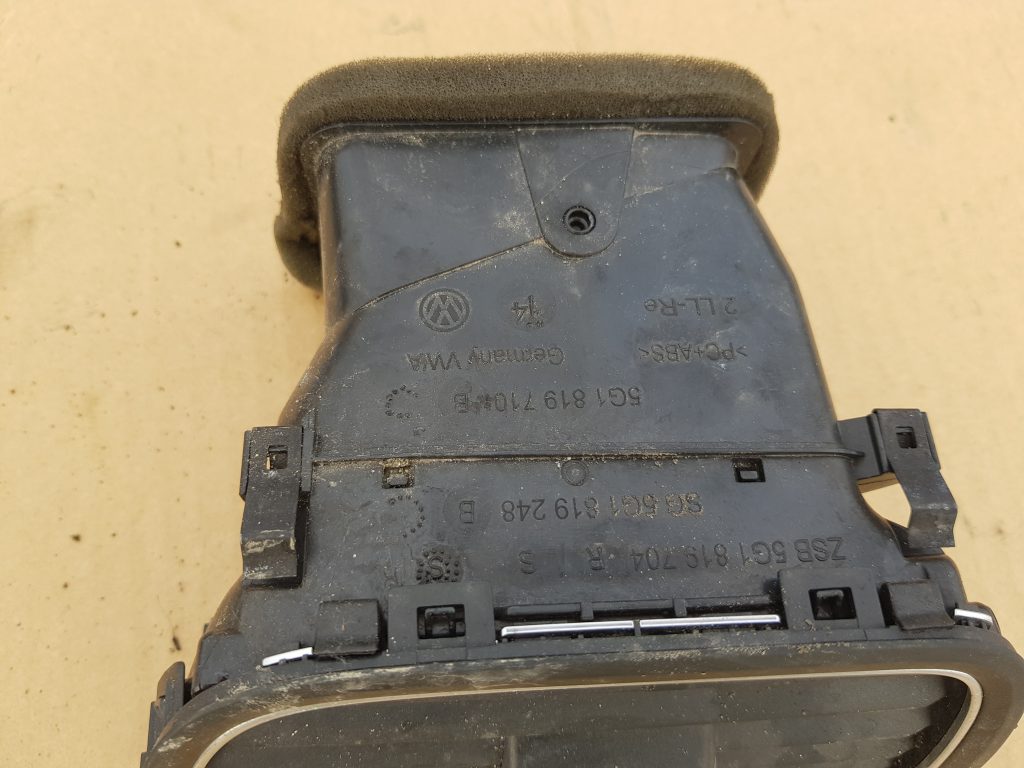 ZSB 5G1 819 704 R S S
SG 5G1 819 248 B
5G1 819 710 B
>PC+ABS< Germany VWA
2 LL-Re 14 VW